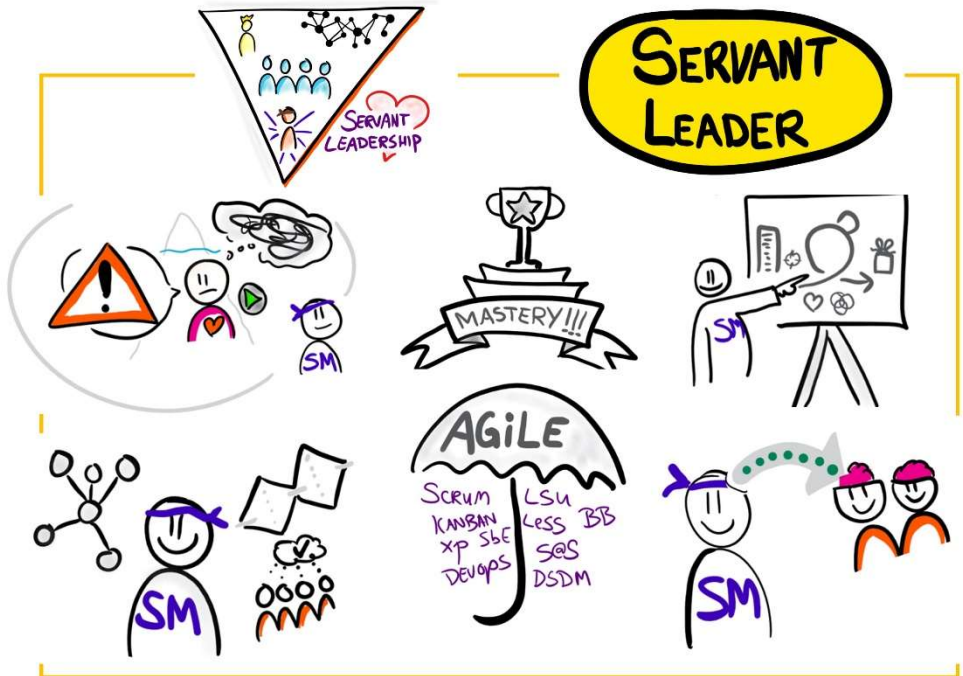 SERVANT
LEADERSHIP
SERVANT
LEADER
!
SM
MASTERY!!!
SM
SM
AGiLE
SCRUM
KANBAN
XP SbE
DEVOPS
LSU
LESS BB
S@S
DSDM
SM